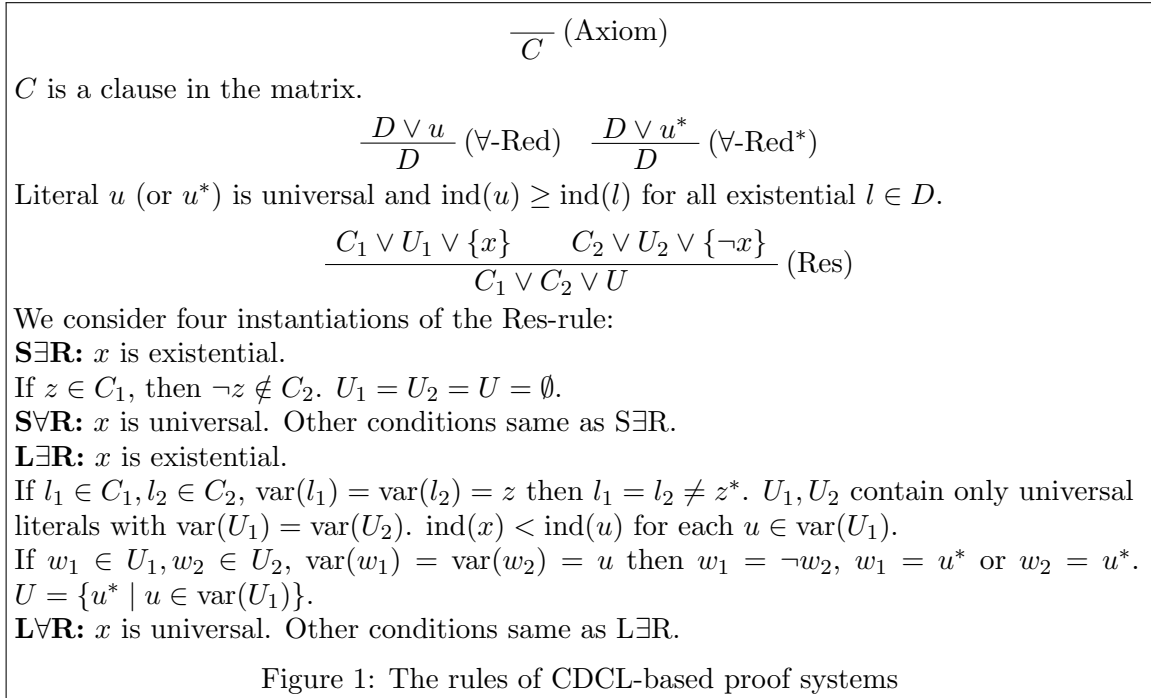 ─── (Axiom)
C
C is a clause in the matrix.
D ∨ u (∀-Red) D ∨ u* (∀-Red*)
D D
Literal u (or u*) is universal and ind(u) ≥ ind(l) for all existential l ∈ D.
C₁ ∨ U₁ ∨ {x} C₂ ∨ U₂ ∨ {¬x} (Res)
C₁ ∨ C₂ ∨ U
We consider four instantiations of the Res-rule:
S∃R: x is existential.
If z ∈ C₁, then ¬z ∉ C₂. U₁ = U₂ = U = ∅.
S∀R: x is universal. Other conditions same as S∃R.
L∃R: x is existential.
If l₁ ∈ C₁, l₂ ∈ C₂, var(l₁) = var(l₂) = z then l₁ = l₂ ≠ z*. U₁, U₂ contain only universal
literals with var(U₁) = var(U₂). ind(x) < ind(u) for each u ∈ var(U₁).
If w₁ ∈ U₁, w₂ ∈ U₂, var(w₁) = var(w₂) = u then w₁ = ¬w₂, w₁ = u* or w₂ = u*.
U = {u* | u ∈ var(U₁)}.
L∀R: x is universal. Other conditions same as L∃R.
Figure 1: The rules of CDCL-based proof systems